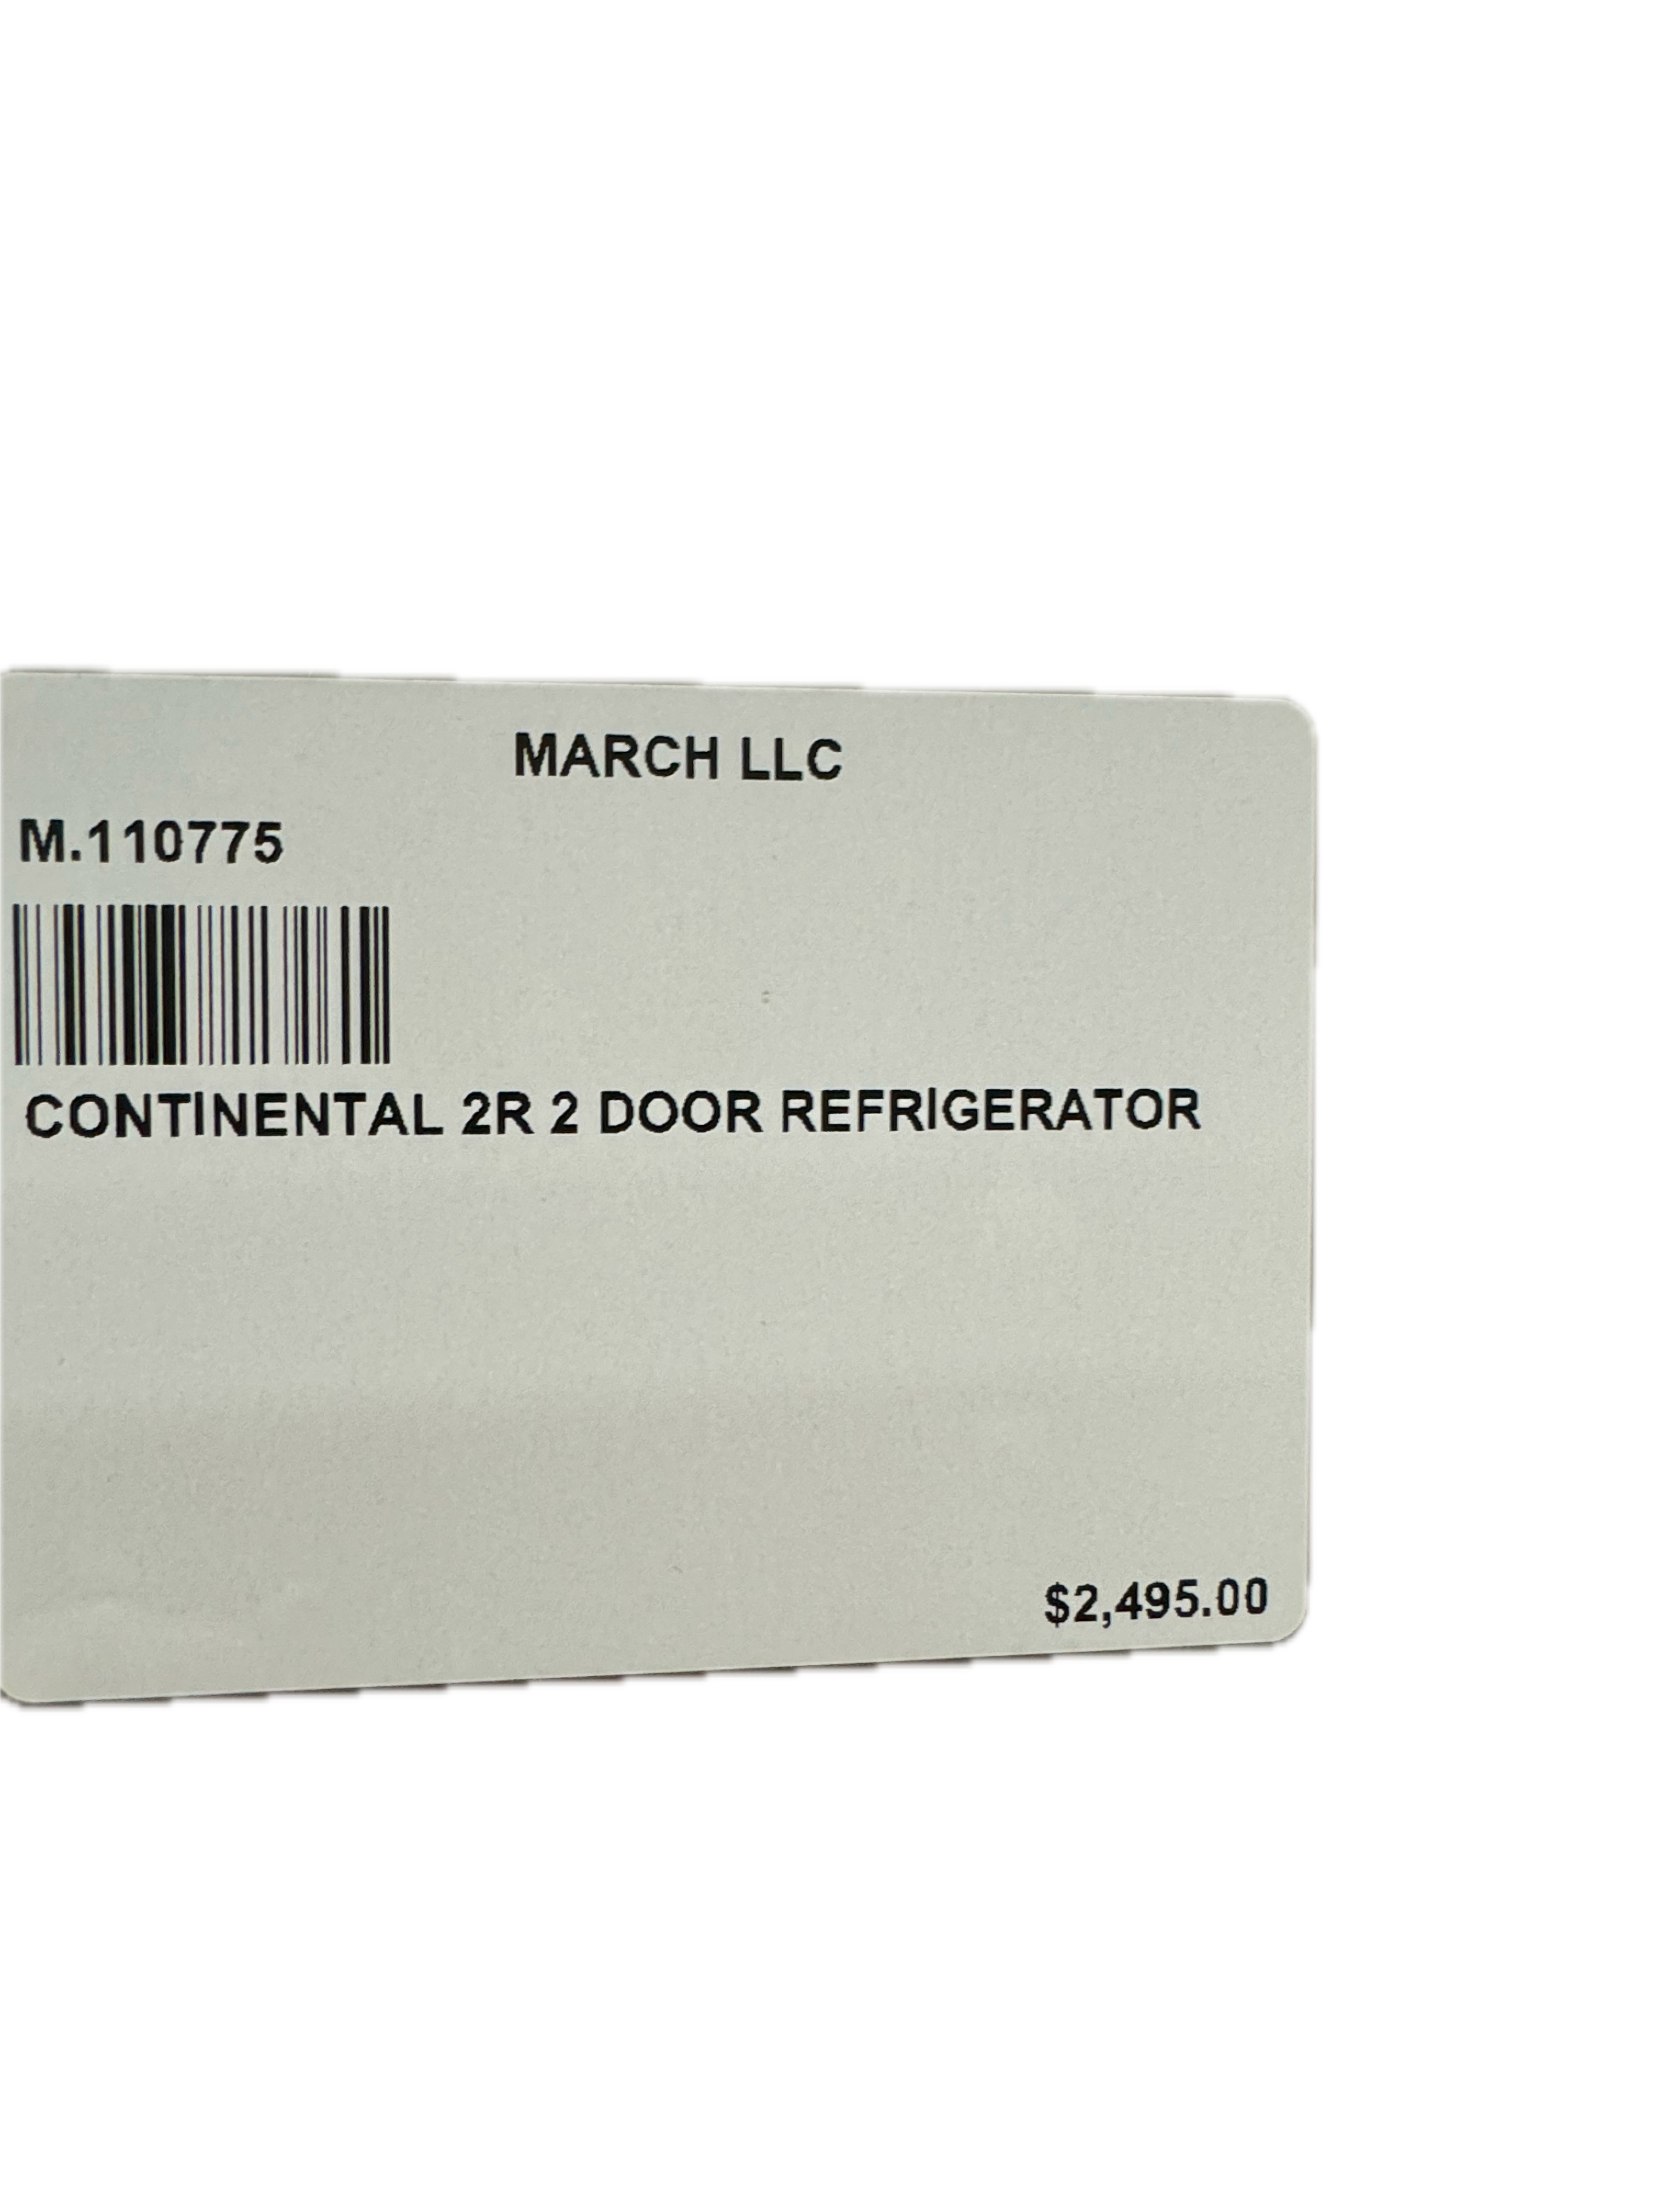 MARCH LLC
M.110775
CONTINENTAL 2R 2 DOOR REFRIGERATOR
$2,495.00